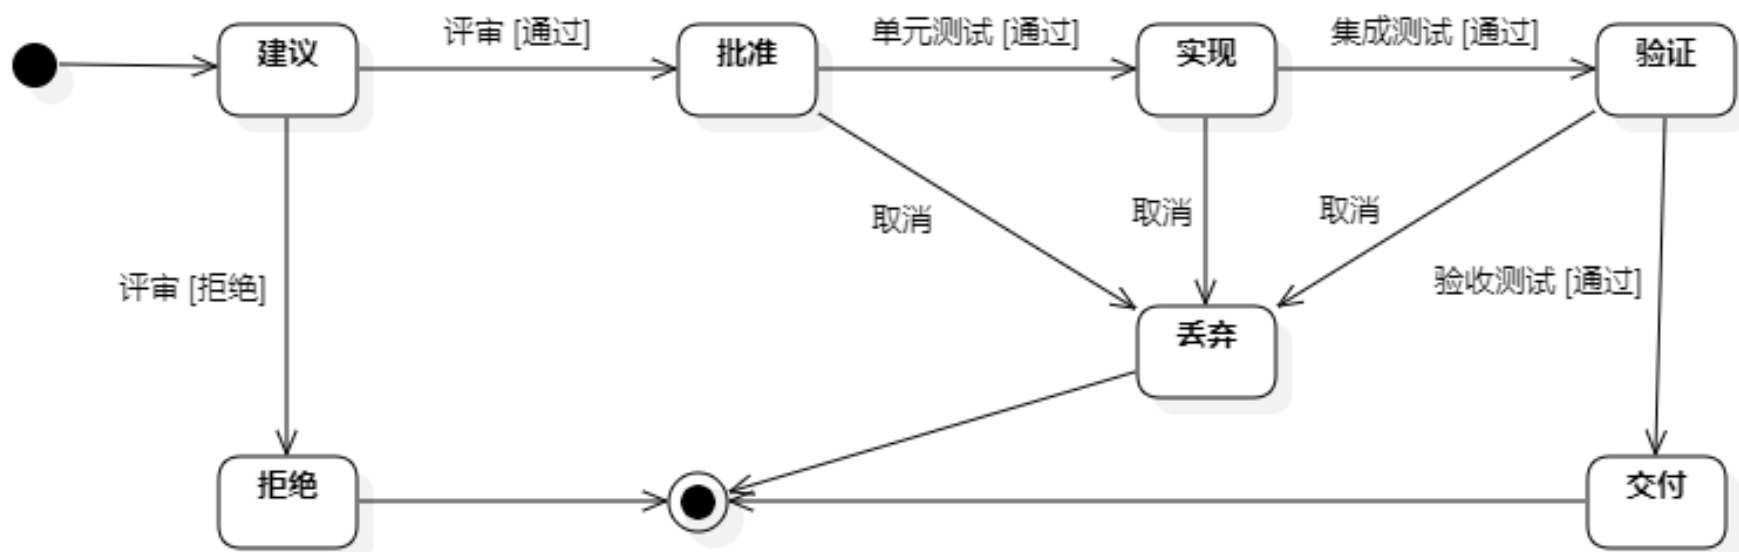 建议
评审 [通过]
批准
单元测试 [通过]
实现
集成测试 [通过]
验证
取消
取消
取消
评审 [拒绝]
验收测试 [通过]
丢弃
拒绝
交付